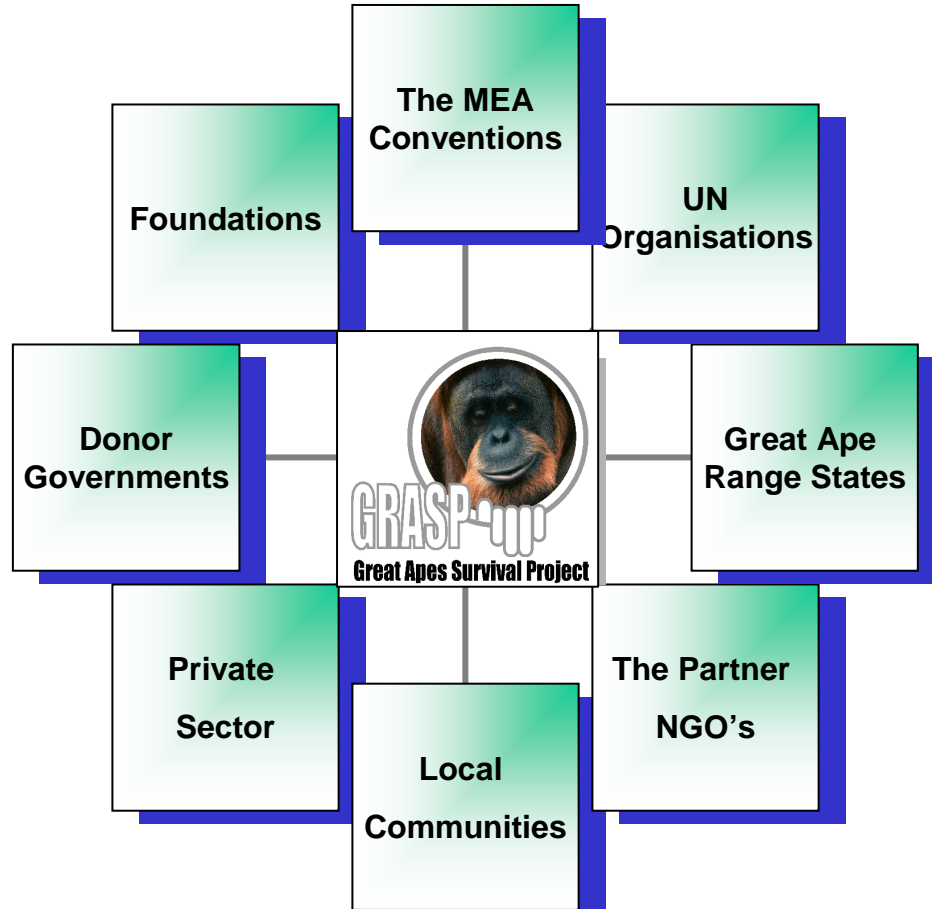 The MEA
Conventions
Foundations
UN
Organisations
Donor
Governments
GRASP
Great Apes Survival Project
Great Ape
Range States
Private
Sector
The Partner
NGO's
Local
Communities